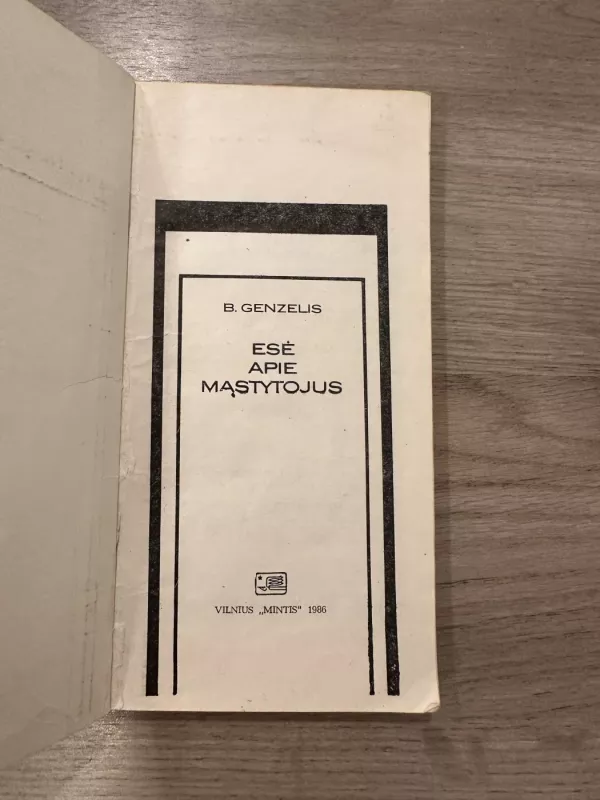 B. GENZELIS
ESĖ
APIE
MĄSTYTOJUS
VILNIUS „MINTIS" 1986